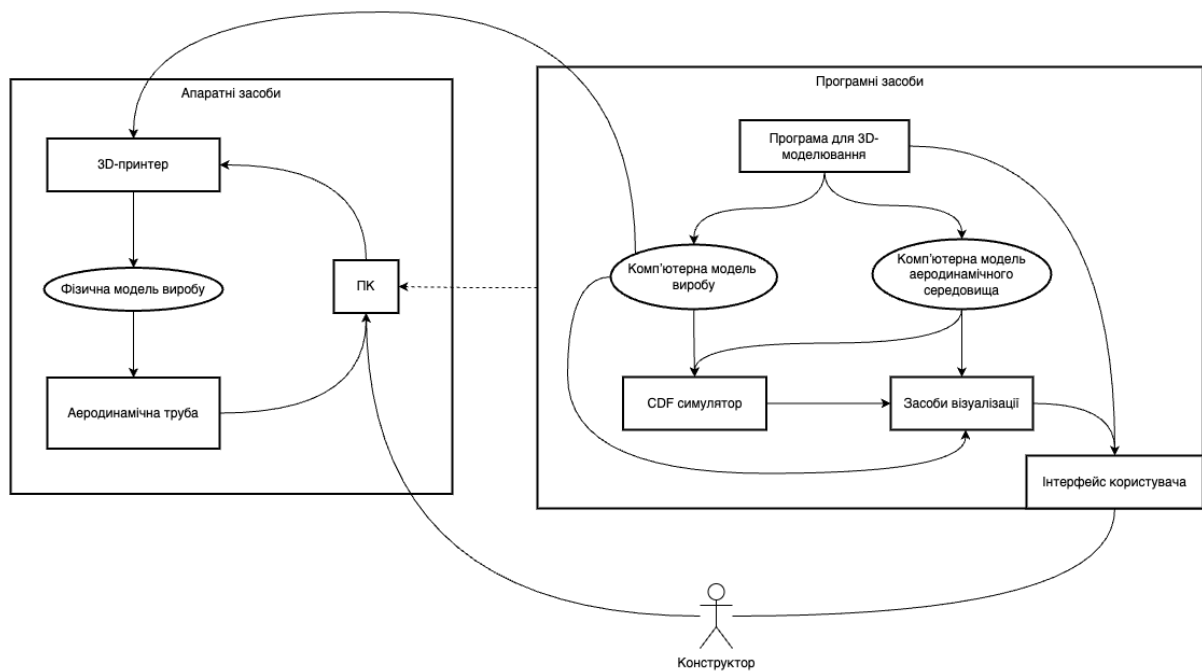 Апаратні засоби
3D-принтер
Фізична модель виробу
ПК
Аеродинамічна труба
Програмні засоби
Програма для 3D-
моделювання
Комп'ютерна модель
виробу
Комп'ютерна модель
аеродинамічного
середовища
CDF симулятор
Засоби візуалізації
Інтерфейс користувача
Конструктор